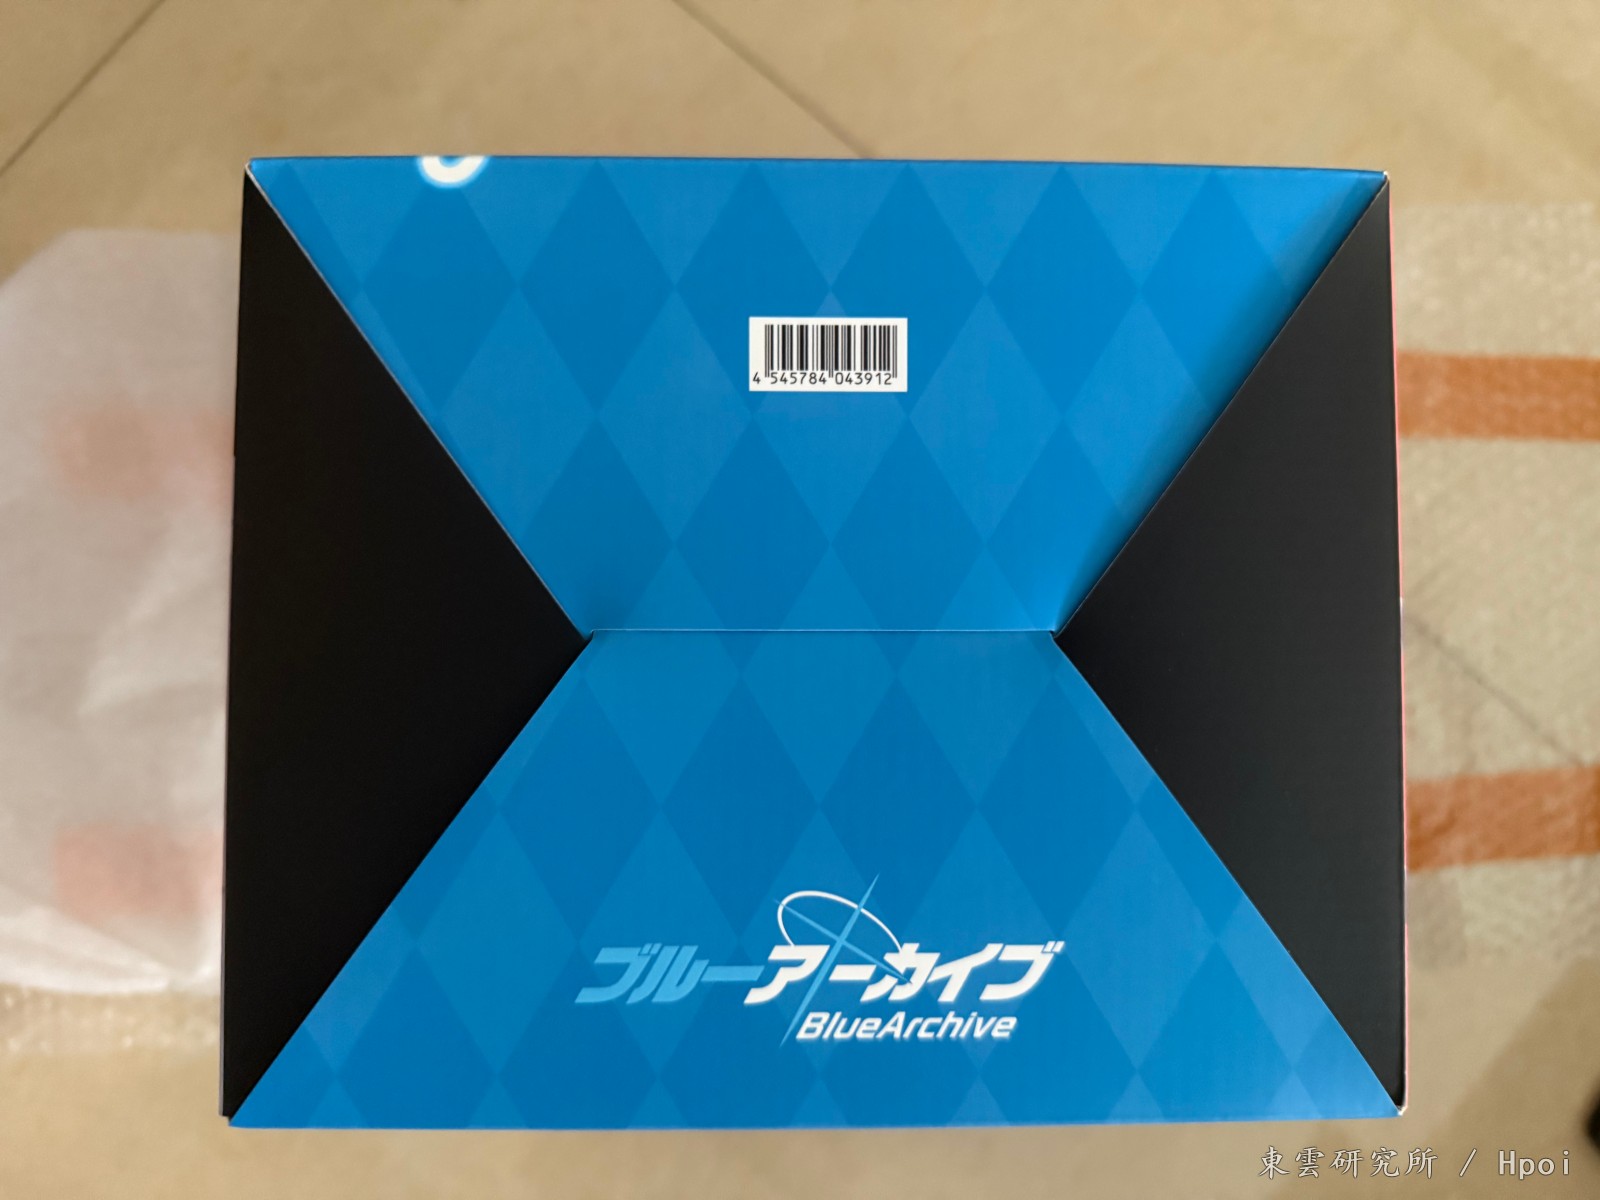 4 545784 043912
ブルーアーカイブ
BlueArchive
東雲研究所 / Hpoi